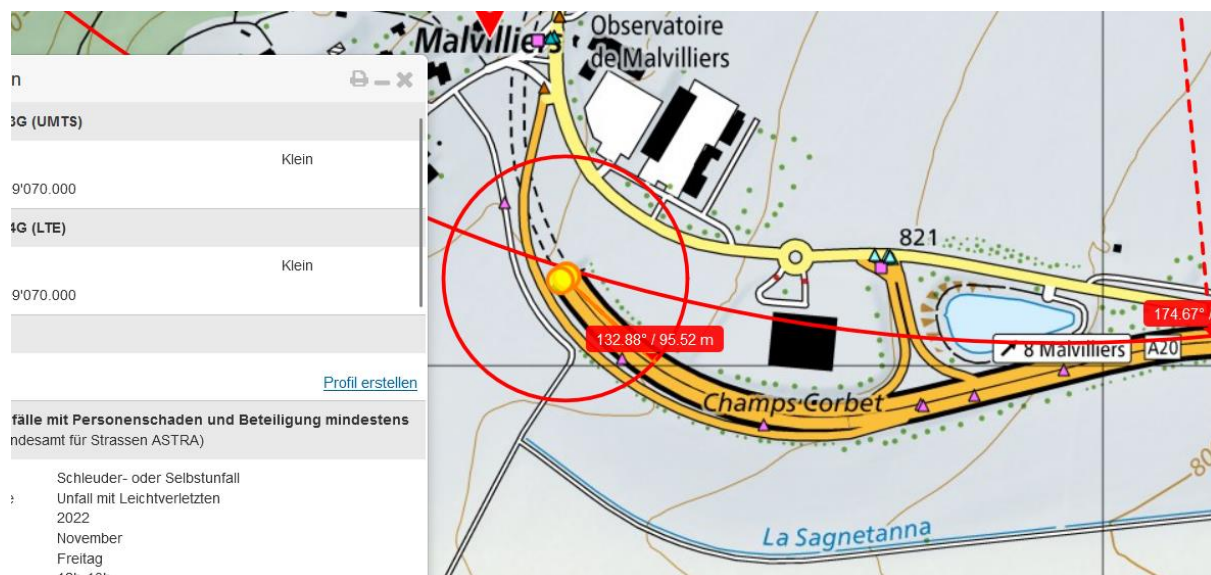 n
3G (UMTS)
Klein
9'070.000
4G (LTE)
Klein
9'070.000
Profil erstellen
fälle mit Personenschaden und Beteiligung mindestens
ndesamt für Strassen ASTRA)
Schleuder- oder Selbstunfall
Unfall mit Leichtverletzten
2022
November
Freitag
Malvilliers
Observatoire
de Malvilliers
821
132.88° / 95.52 m
174.67° /
8 Malvilliers
A20
Champs Corbet
La Sagnetanna
80